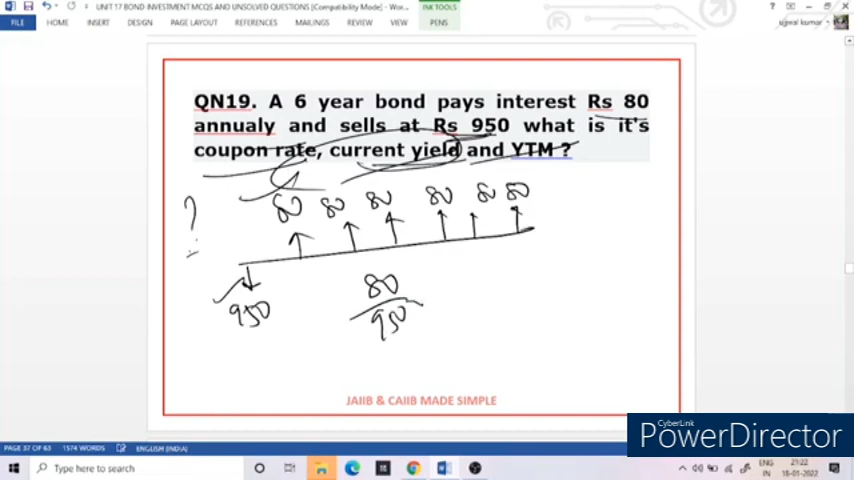 UNIT 17 BOND INVESTMENT MCQS AND UNSOLVED QUESTIONS [Compatibility Mode] - Wor...
INK TOOLS
FILE HOME INSERT DESIGN PAGE LAYOUT REFERENCES MAILINGS REVIEW VIEW PENS
ujjwal kumar
QN19. A 6 year bond pays interest Rs 80
annualy and sells at Rs 950 what is it's
coupon rate, current yield and YTM ?
80 80 80 80 80 80
?
950
80
950
JAIIB & CAIIB MADE SIMPLE
CyberLink
PowerDirector
PAGE 37 OF 63 1574 WORDS ENGLISH (INDIA)
Type here to search
ENG
IN
21:22
18-01-2022